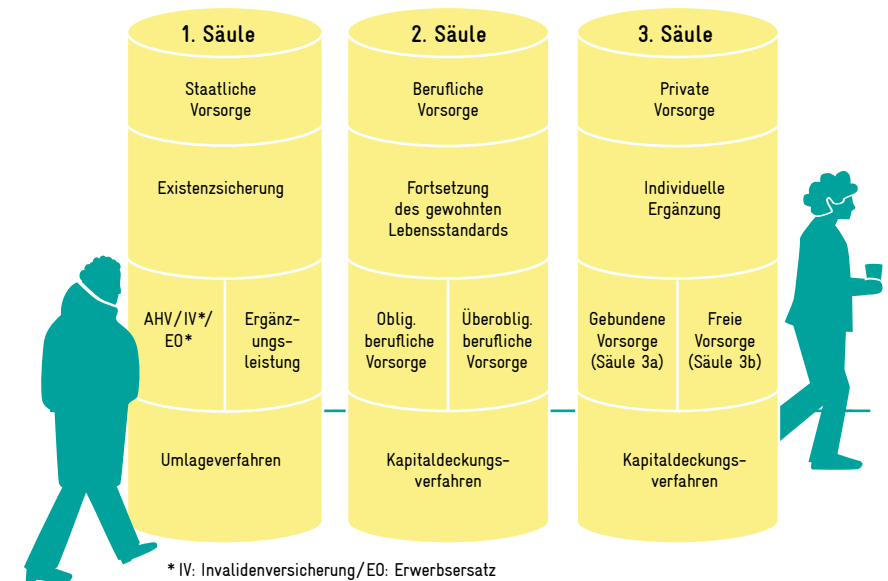 1. Säule
Staatliche
Vorsorge
Existenzsicherung
AHV/IV*/
EO*
Ergänz-
ungs-
leistung
Umlageverfahren
2. Säule
Berufliche
Vorsorge
Fortsetzung
des gewohnten
Lebensstandards
Oblig.
berufliche
Vorsorge
Überoblig.
berufliche
Vorsorge
Kapitaldeckungs-
verfahren
3. Säule
Private
Vorsorge
Individuelle
Ergänzung
Gebundene
Vorsorge
(Säule 3a)
Freie
Vorsorge
(Säule 3b)
Kapitaldeckungs-
verfahren
* IV: Invalidenversicherung/EO: Erwerbsersatz